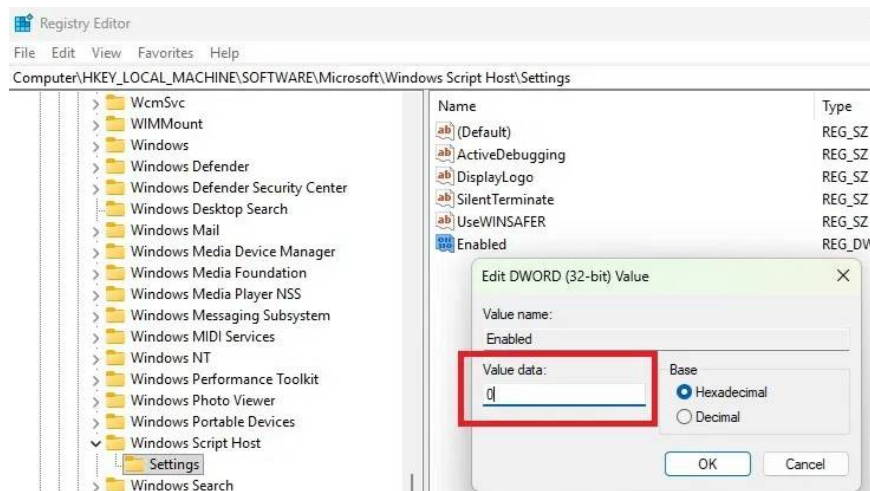 Registry Editor
File Edit View Favorites Help
Computer\HKEY_LOCAL_MACHINE\SOFTWARE\Microsoft\Windows Script Host\Settings
WcmSvc
WIMMount
Windows
Windows Defender
Windows Defender Security Center
Windows Desktop Search
Windows Mail
Windows Media Device Manager
Windows Media Foundation
Windows Media Player NSS
Windows Messaging Subsystem
Windows MIDI Services
Windows NT
Windows Performance Toolkit
Windows Photo Viewer
Windows Portable Devices
Windows Script Host
Settings
Windows Search
Name Type
(Default) REG_SZ
ActiveDebugging REG_SZ
DisplayLogo REG_SZ
SilentTerminate REG_SZ
UseWINSAFER REG_SZ
Enabled REG_DW
Edit DWORD (32-bit) Value
Value name:
Enabled
Value data:
0
Base
Hexadecimal
Decimal
OK Cancel